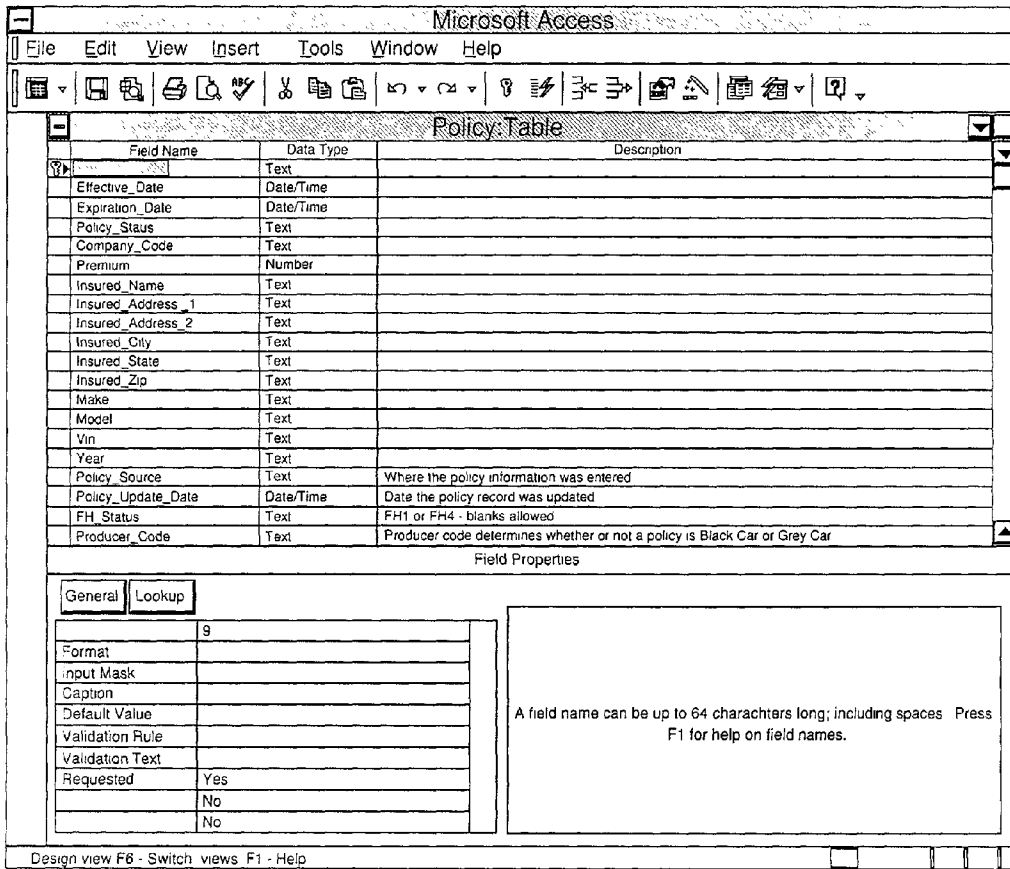 Microsoft Access
File Edit View Insert Tools Window Help
ABC
Policy:Table
Field Name Data Type Description
Text
Effective_Date Date/Time
Expiration_Date Date/Time
Policy_Staus Text
Company_Code Text
Premium Number
Insured_Name Text
Insured_Address_1 Text
Insured_Address_2 Text
Insured_City Text
Insured_State Text
Insured_Zip Text
Make Text
Model Text
Vin Text
Year Text
Policy_Source Text Where the policy information was entered
Policy_Update_Date Date/Time Date the policy record was updated
FH_Status Text FH1 or FH4 - blanks allowed
Producer_Code Text Producer code determines whether or not a policy is Black Car or Grey Car
Field Properties
General Lookup
9
Format
Input Mask
Caption
Default Value
Validation Rule
Validation Text
Requested Yes
No
No
A field name can be up to 64 charachters long; including spaces Press
F1 for help on field names.
Design view F6 - Switch views F1 - Help